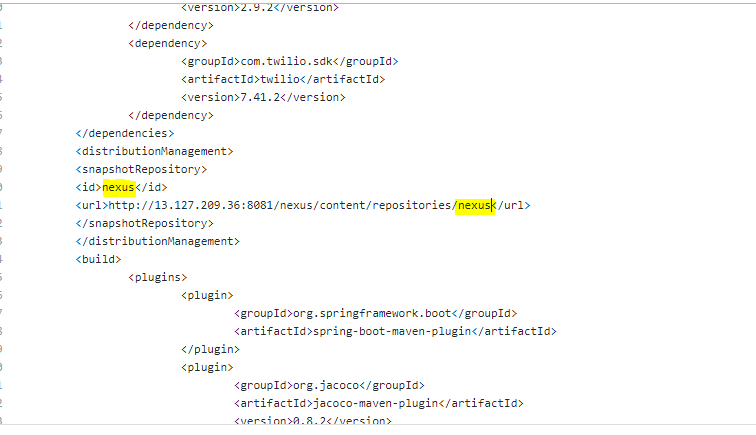 <version>2.9.2</version>
</dependency>
<dependency>
<groupId>com.twilio.sdk</groupId>
<artifactId>twilio</artifactId>
<version>7.41.2</version>
</dependency>
</dependencies>
<distributionManagement>
<snapshotRepository>
<id>nexus</id>
<url>http://13.127.209.36:8081/nexus/content/repositories/nexus</url>
</snapshotRepository>
</distributionManagement>
<build>
<plugins>
<plugin>
<groupId>org.springframework.boot</groupId>
<artifactId>spring-boot-maven-plugin</artifactId>
</plugin>
<plugin>
<groupId>org.jacoco</groupId>
<artifactId>jacoco-maven-plugin</artifactId>
<version>0.8.2</version>